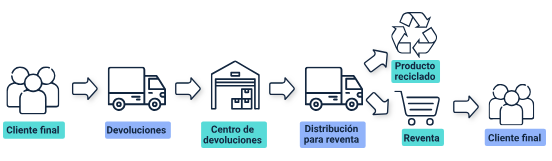 Cliente final
Devoluciones
Centro de
devoluciones
Distribución
para reventa
Producto
reciclado
Reventa
Cliente final